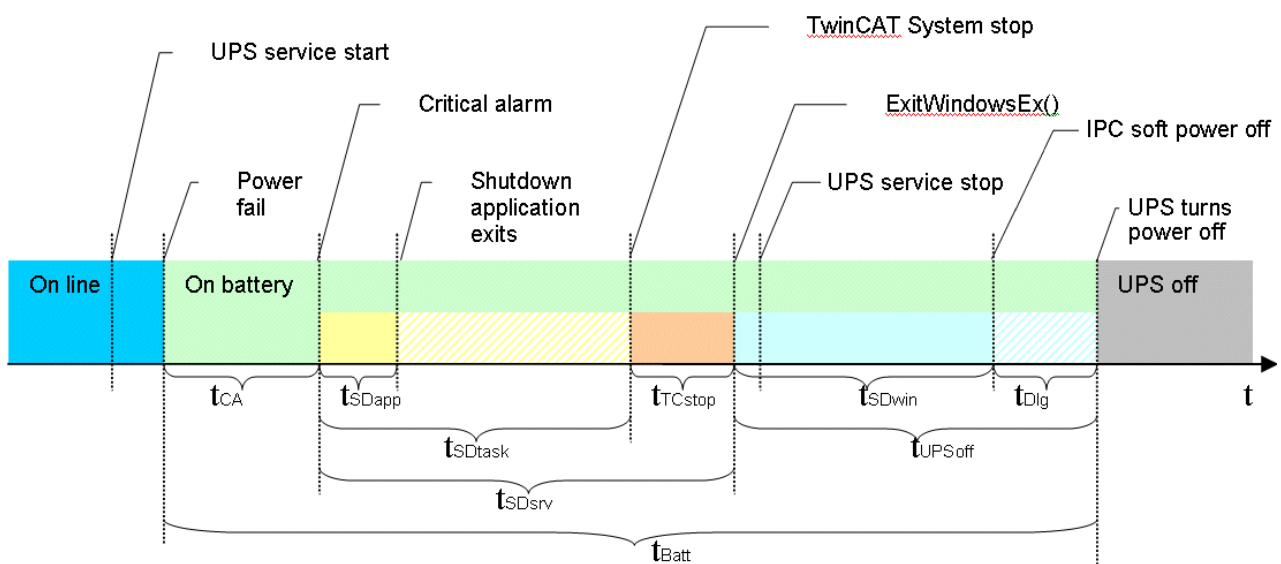 TwinCAT System stop
UPS service start
Critical alarm
ExitWindowsEx()
IPC soft power off
Power
fail
Shutdown
application
exits
UPS service stop
UPS turns
power off
On line
On battery
UPS off
tCA
tSDapp
tTCstop
tSDwin
tDlg
t
tSDtask
tUPSoff
tSDsrv
tBatt